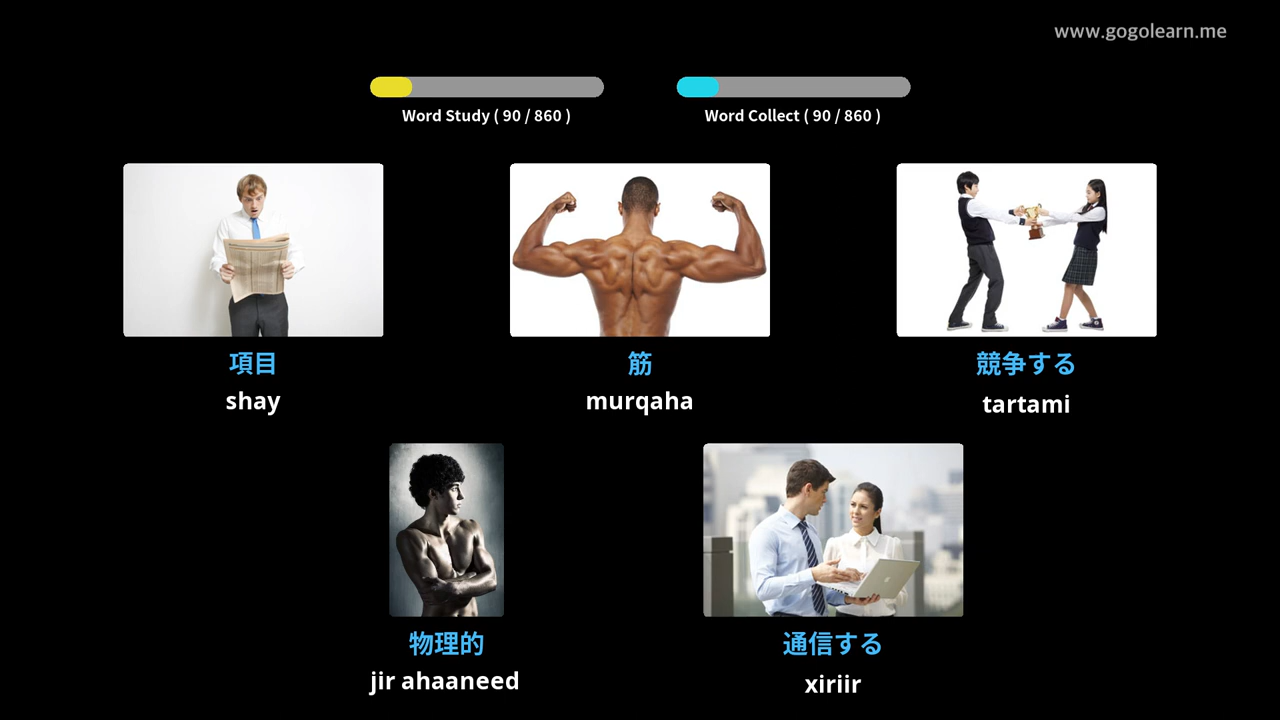 www.gogolearn.me
Word Study ( 90 / 860 )
Word Collect ( 90 / 860 )
項目
shay
筋
murqaha
競争する
tartami
物理的
jir ahaaneed
通信する
xiriir